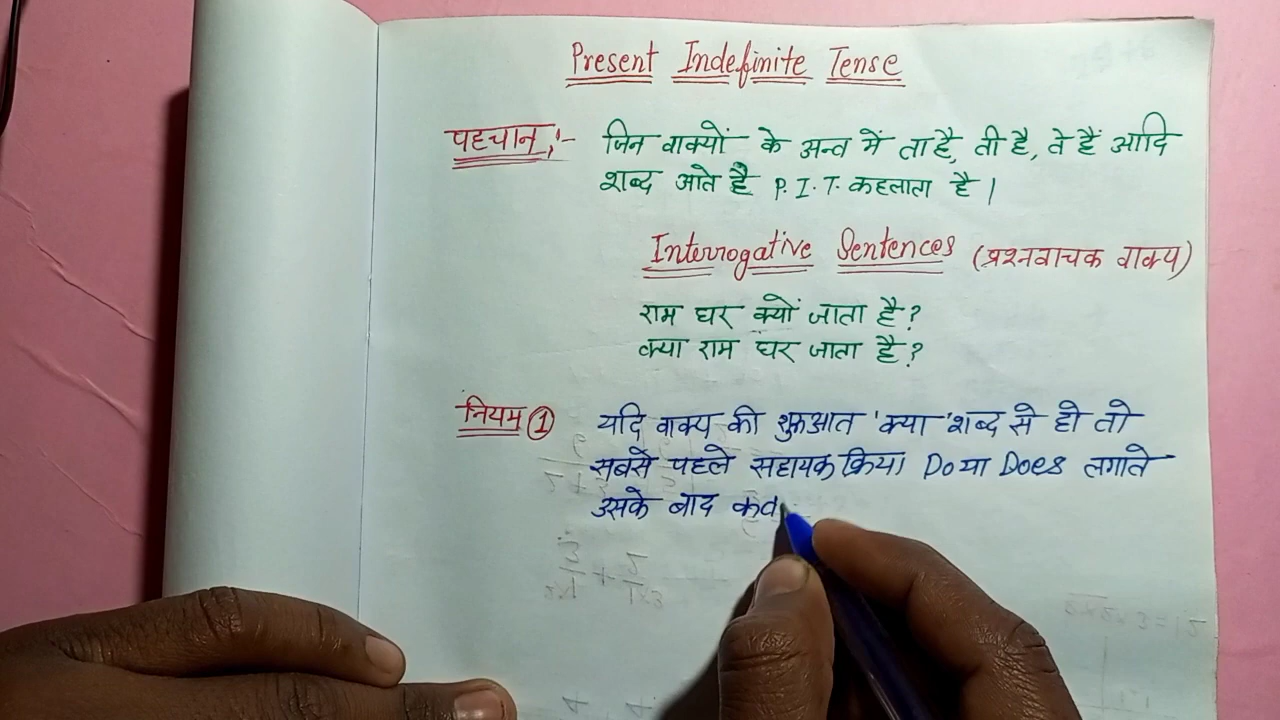 Present Indefinite Tense
पहचान :- जिन वाक्यों के अन्त में ता है, ती है, ते हैं आदि
शब्द आते है P. I. T. कहलाता है।
Interrogative Sentences (प्रश्नवाचक वाक्य)
राम घर क्यों जाता है?
क्या राम घर जाता है?
नियम ① यदि वाक्य की शुरूआत 'क्या' शब्द से हो तो
सबसे पहले सहायक क्रिया Do या Does लगाते
उसके बाद कव